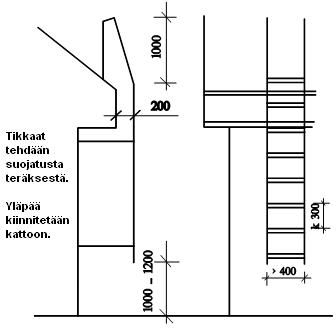 1000
200
Tikkaat
tehdään
suojatusta
teräksestä.
Yläpää
kiinnitetään
kattoon.
k 300
> 400
1000 - 1200